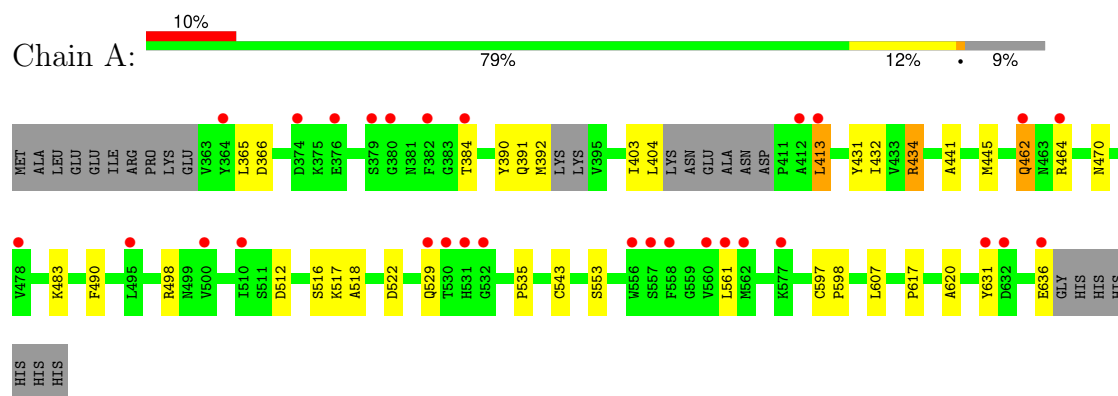 10%
Chain A:
79% 12% • 9%
MET ALA LEU GLU GLU ILE ARG PRO LYS GLU V363 Y364 L365 D366 D374 K375 E376 S379 G380 N381 F382 G383 T384 Y390 Q391 M392 LYS LYS V395 I403 L404 LYS ASN GLU ALA ASN ASP P411 A412 L413 Y431 I432 V433 R434 A441 M445 Q462 N463 R464 N470
V478 K483 F490 L495 R498 N499 V500 I510 S511 D512 S516 K517 A518 D522 Q529 T530 H531 G532 P535 C543 S553 W556 S557 F558 G559 V560 L561 M562 K577 C597 P598 L607 P617 A620 Y631 D632 E636 GLY HIS HIS HIS
HIS HIS HIS